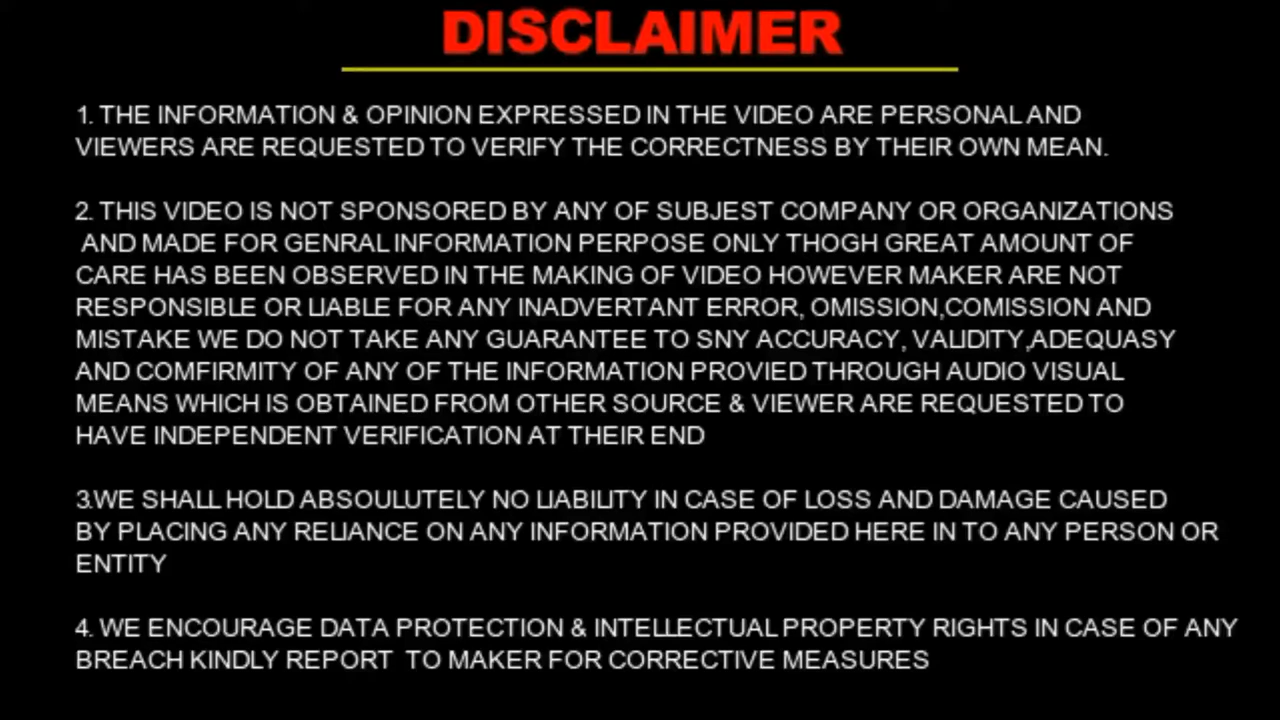 DISCLAIMER
1. THE INFORMATION & OPINION EXPRESSED IN THE VIDEO ARE PERSONAL AND
VIEWERS ARE REQUESTED TO VERIFY THE CORRECTNESS BY THEIR OWN MEAN.
2. THIS VIDEO IS NOT SPONSORED BY ANY OF SUBJEST COMPANY OR ORGANIZATIONS
AND MADE FOR GENRAL INFORMATION PERPOSE ONLY THOGH GREAT AMOUNT OF
CARE HAS BEEN OBSERVED IN THE MAKING OF VIDEO HOWEVER MAKER ARE NOT
RESPONSIBLE OR LIABLE FOR ANY INADVERTANT ERROR, OMISSION,COMISSION AND
MISTAKE WE DO NOT TAKE ANY GUARANTEE TO SNY ACCURACY, VALIDITY,ADEQUASY
AND COMFIRMITY OF ANY OF THE INFORMATION PROVIED THROUGH AUDIO VISUAL
MEANS WHICH IS OBTAINED FROM OTHER SOURCE & VIEWER ARE REQUESTED TO
HAVE INDEPENDENT VERIFICATION AT THEIR END
3.WE SHALL HOLD ABSOULUTELY NO LIABILITY IN CASE OF LOSS AND DAMAGE CAUSED
BY PLACING ANY RELIANCE ON ANY INFORMATION PROVIDED HERE IN TO ANY PERSON OR
ENTITY
4. WE ENCOURAGE DATA PROTECTION & INTELLECTUAL PROPERTY RIGHTS IN CASE OF ANY
BREACH KINDLY REPORT TO MAKER FOR CORRECTIVE MEASURES